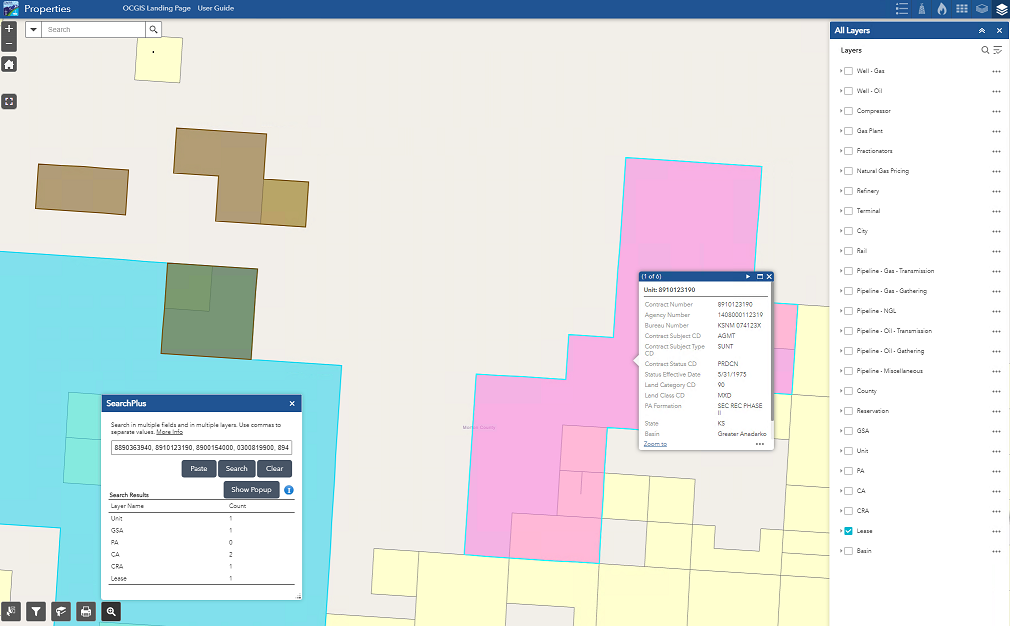 Properties
OCGIS Landing Page User Guide
Search
All Layers
Layers
Well - Gas
Well - Oil
Compressor
Gas Plant
Fractionators
Natural Gas Pricing
Refinery
Terminal
City
Rail
Pipeline - Gas - Transmission
Pipeline - Gas - Gathering
Pipeline - NGL
Pipeline - Oil - Transmission
Pipeline - Oil - Gathering
Pipeline - Miscellaneous
County
Reservation
GSA
Unit
PA
CA
CRA
Lease
Basin
(1 of 6)
Unit: 8910123190
Contract Number 8910123190
Agency Number 1408000112319
Bureau Number KSNM 074123X
Contract Subject CD AGMT
Contract Subject Type CD SUNT
Contract Status CD PRDCN
Status Effective Date 5/31/1975
Land Category CD 90
Land Class CD MXD
PA Formation SEC REC PHASE II
State KS
Basin Greater Anadarko
Zoom to
SearchPlus
Search in multiple fields and in multiple layers. Use commas to
separate values. More Info
8890363940, 8910123190, 8900154000, 0300819900, 894
Paste Search Clear
Show Popup
Search Results
Layer Name Count
Unit 1
GSA 1
PA 0
CA 2
CRA 1
Lease 1